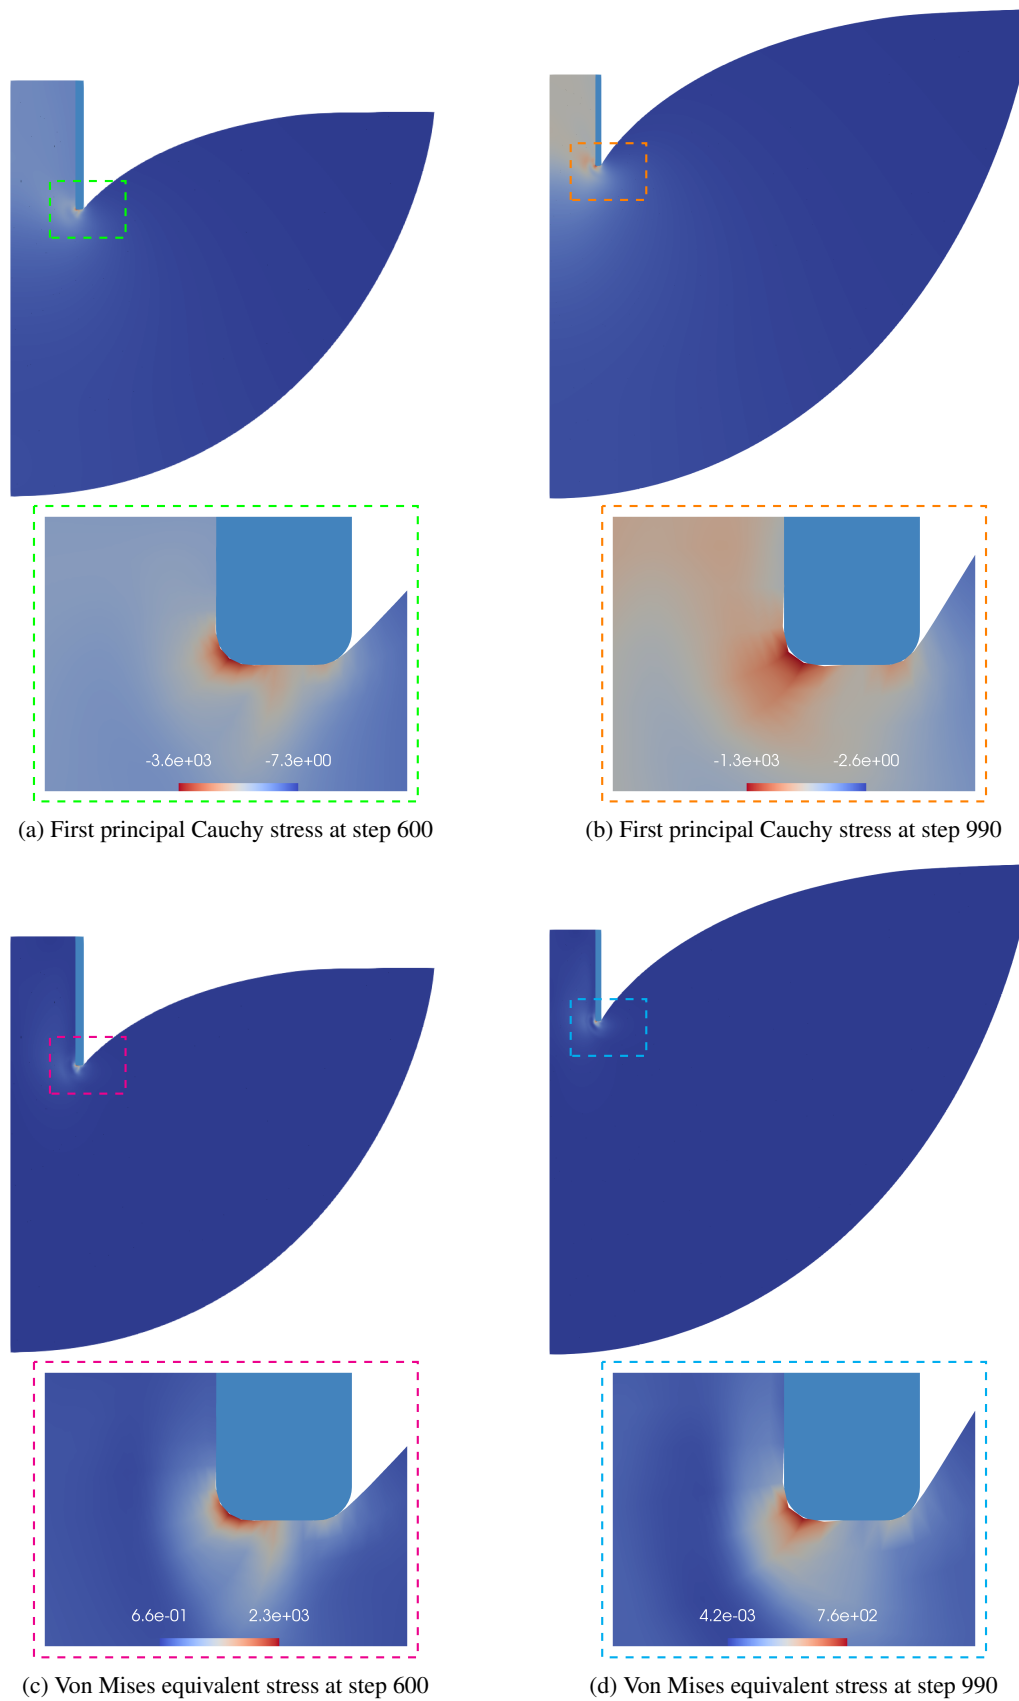 -3.6e+03 -7.3e+00
-1.3e+03 -2.6e+00
(a) First principal Cauchy stress at step 600
(b) First principal Cauchy stress at step 990
6.6e-01 2.3e+03
4.2e-03 7.6e+02
(c) Von Mises equivalent stress at step 600
(d) Von Mises equivalent stress at step 990